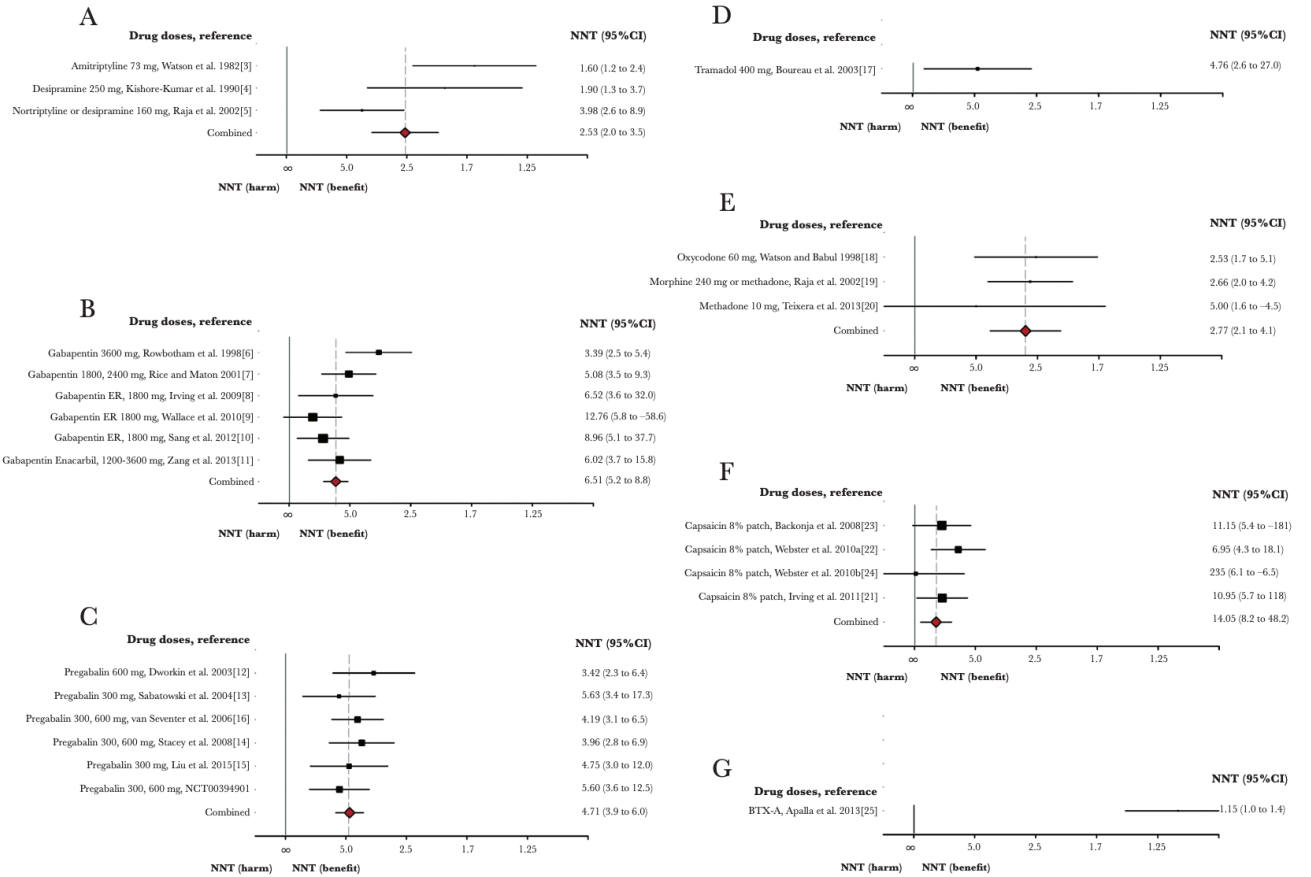 A
Drug doses, reference NNT (95%CI)
Amitriptyline 73 mg, Watson et al. 1982[3] 1.60 (1.2 to 2.4)
Desipramine 250 mg, Kishore-Kumar et al. 1990[4] 1.90 (1.3 to 3.7)
Nortriptyline or desipramine 160 mg, Raja et al. 2002[5] 3.98 (2.6 to 8.9)
Combined 2.53 (2.0 to 3.5)
∞ 5.0 2.5 1.7 1.25
NNT (harm) NNT (benefit)
B
Drug doses, reference NNT (95%CI)
Gabapentin 3600 mg, Rowbotham et al. 1998[6] 3.39 (2.5 to 5.4)
Gabapentin 1800, 2400 mg, Rice and Maton 2001[7] 5.08 (3.5 to 9.3)
Gabapentin ER, 1800 mg, Irving et al. 2009[8] 6.52 (3.6 to 32.0)
Gabapentin ER 1800 mg, Wallace et al. 2010[9] 12.76 (5.8 to –58.6)
Gabapentin ER, 1800 mg, Sang et al. 2012[10] 8.96 (5.1 to 37.7)
Gabapentin Enacarbil, 1200-3600 mg, Zang et al. 2013[11] 6.02 (3.7 to 15.8)
Combined 6.51 (5.2 to 8.8)
∞ 5.0 2.5 1.7 1.25
NNT (harm) NNT (benefit)
C
Drug doses, reference NNT (95%CI)
Pregabalin 600 mg, Dworkin et al. 2003[12] 3.42 (2.3 to 6.4)
Pregabalin 300 mg, Sabatowski et al. 2004[13] 5.63 (3.4 to 17.3)
Pregabalin 300, 600 mg, van Seventer et al. 2006[16] 4.19 (3.1 to 6.5)
Pregabalin 300, 600 mg, Stacey et al. 2008[14] 3.96 (2.8 to 6.9)
Pregabalin 300 mg, Liu et al. 2015[15] 4.75 (3.0 to 12.0)
Pregabalin 300, 600 mg, NCT00394901 5.60 (3.6 to 12.5)
Combined 4.71 (3.9 to 6.0)
∞ 5.0 2.5 1.7 1.25
NNT (harm) NNT (benefit)
D
Drug doses, reference NNT (95%CI)
Tramadol 400 mg, Boureau et al. 2003[17] 4.76 (2.6 to 27.0)
∞ 5.0 2.5 1.7 1.25
NNT (harm) NNT (benefit)
E
Drug doses, reference NNT (95%CI)
Oxycodone 60 mg, Watson and Babul 1998[18] 2.53 (1.7 to 5.1)
Morphine 240 mg or methadone, Raja et al. 2002[19] 2.66 (2.0 to 4.2)
Methadone 10 mg, Teixera et al. 2013[20] 5.00 (1.6 to –4.5)
Combined 2.77 (2.1 to 4.1)
∞ 5.0 2.5 1.7 1.25
NNT (harm) NNT (benefit)
F
Drug doses, reference NNT (95%CI)
Capsaicin 8% patch, Backonja et al. 2008[23] 11.15 (5.4 to –181)
Capsaicin 8% patch, Webster et al. 2010a[22] 6.95 (4.3 to 18.1)
Capsaicin 8% patch, Webster et al. 2010b[24] 235 (6.1 to –6.5)
Capsaicin 8% patch, Irving et al. 2011[21] 10.95 (5.7 to 118)
Combined 14.05 (8.2 to 48.2)
∞ 5.0 2.5 1.7 1.25
NNT (harm) NNT (benefit)
G
NNT (95%CI)
Drug doses, reference
BTX-A, Apalla et al. 2013[25] 1.15 (1.0 to 1.4)
∞ 5.0 2.5 1.7 1.25
NNT (harm) NNT (benefit)